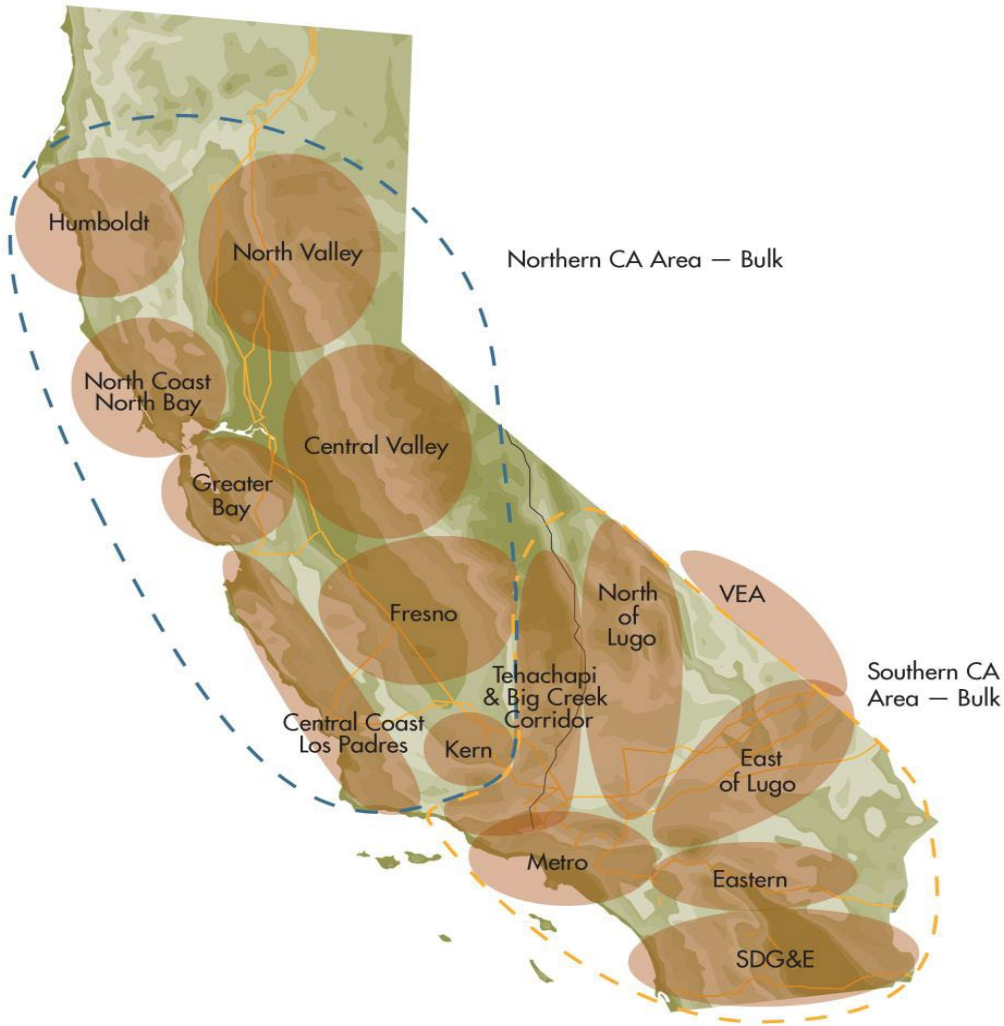 Humboldt
North Valley
Northern CA Area — Bulk
North Coast
North Bay
Central Valley
Greater
Bay
Fresno
North
of
Lugo
VEA
Tehachapi
& Big Creek
Corridor
Southern CA
Area — Bulk
Central Coast
Los Padres
Kern
East
of Lugo
Metro
Eastern
SDG&E